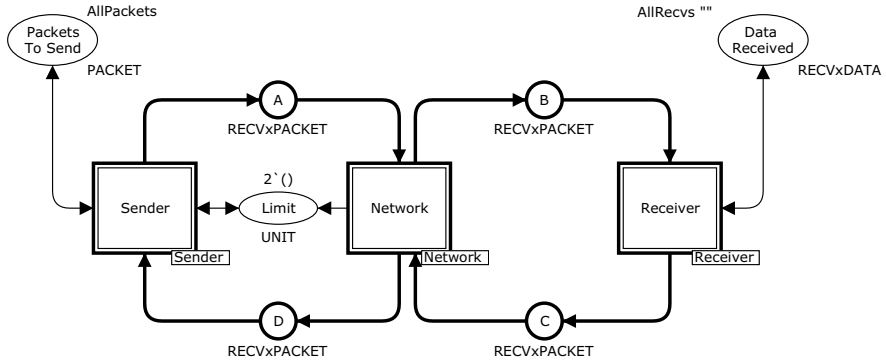 AllPackets
AllRecvs ""
Packets
To Send
Data
Received
PACKET
RECVxDATA
A
B
RECVxPACKET
RECVxPACKET
2`()
Sender
Limit
Network
Receiver
UNIT
Sender
Network
Receiver
D
C
RECVxPACKET
RECVxPACKET